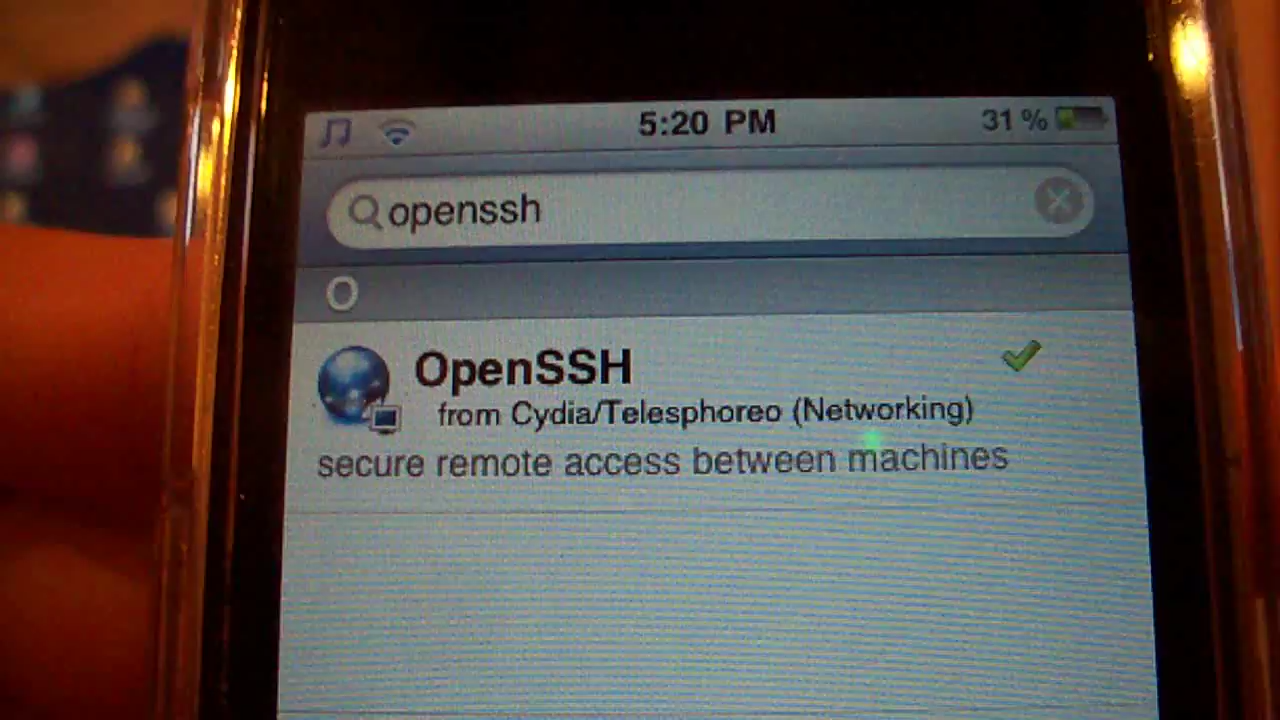 5:20 PM 31 %
openssh
O
OpenSSH
from Cydia/Telesphoreo (Networking)
secure remote access between machines